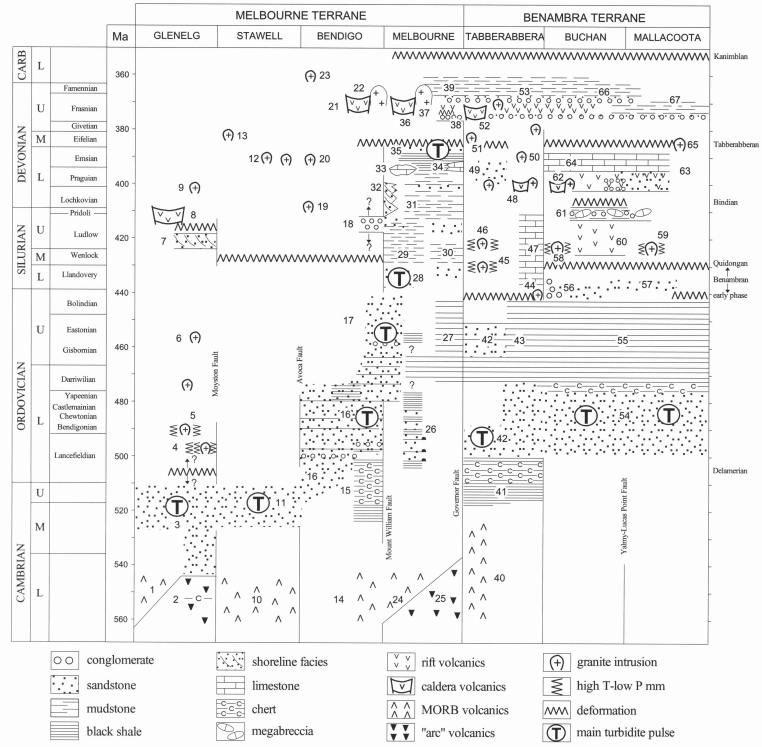 MELBOURNE TERRANE BENAMBRA TERRANE
Ma GLENELG STAWELL BENDIGO MELBOURNE TABBERABBERA BUCHAN MALLACOOTA
CARB L 360 23 Kanimblan
DEVONIAN
U Famennian 22 39 53 66
Frasnian 21 36 37 67
Givetian 380 38 52
M Eifelian 13 35 T 51 65 Tabberabberan
L Emsian 12 20 34 50 64
Praguian 33 49 63
400 9 32 48 62
Lochkovian 19 31 Bindian
SILURIAN
U Pridoli 8 18 61
Ludlow 420 7 ? 46 47 60 59
M Wenlock 29 30 45 58 Quidongan
L Llandovery T 28 44 56 57 Benambran
440 early phase
ORDOVICIAN
U Bolindian 17
Eastonian 6 T 27 42 43 55
Gisbornian 460 ?
L Darriwilian ?
Yapeenian 480
Castlemainian 16 T T 54 T
Chewtonian 5
Bendigonian 26 T 42
Lancefieldian 4
500 ? Delamerian
?
16 15 41
CAMBRIAN
U T 11 T
520 3
M
540
L 1 2 C 10 14 24 25 40
560
Moyston Fault
Avoca Fault
Mount William Fault
Governor Fault
Yalmy-Lucas Point Fault
conglomerate shoreline facies rift volcanics granite intrusion
sandstone limestone caldera volcanics high T-low P mm
mudstone chert MORB volcanics deformation
black shale megabreccia "arc" volcanics main turbidite pulse